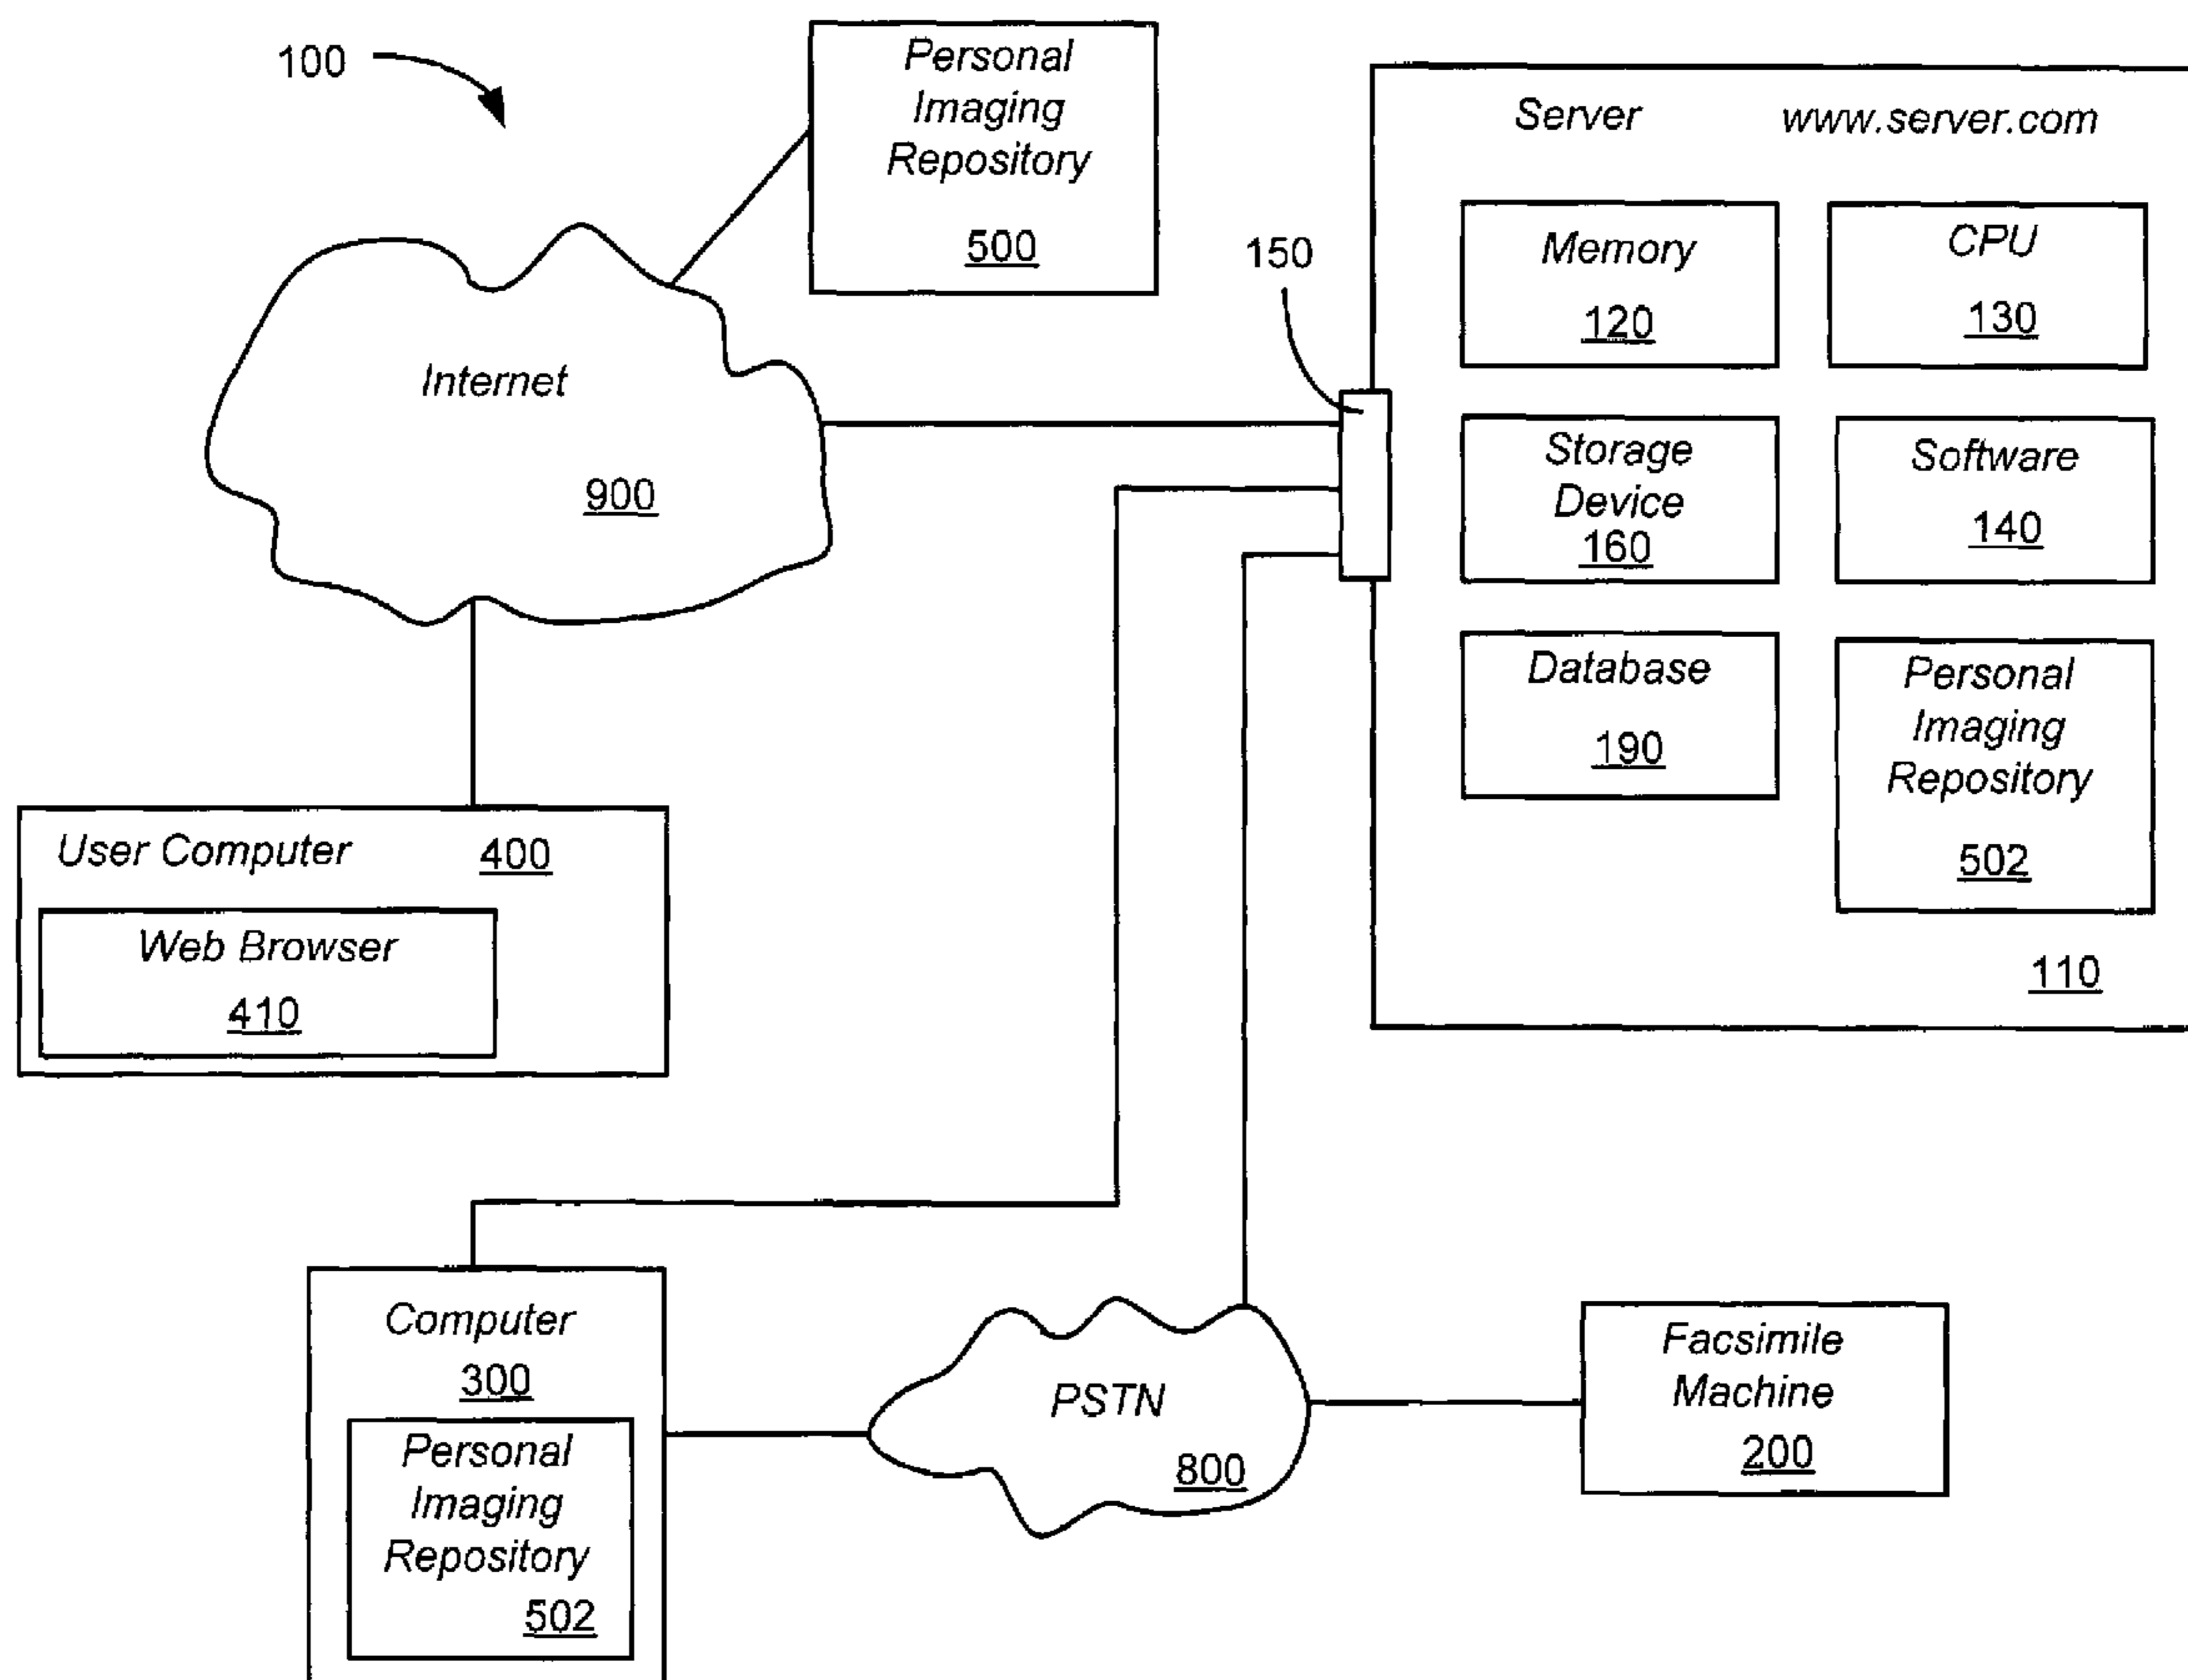 100
Personal
Imaging
Repository
500
Server www.server.com
Memory
120
CPU
130
150
Internet
900
Storage
Device
160
Software
140
Database
190
Personal
Imaging
Repository
502
110
User Computer 400
Web Browser
410
Computer
300
Personal
Imaging
Repository
502
PSTN
800
Facsimile
Machine
200